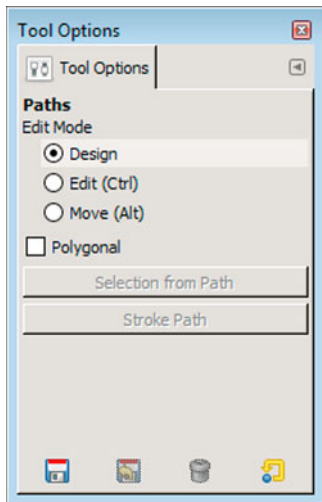 Tool Options
Tool Options
Paths
Edit Mode
Design
Edit (Ctrl)
Move (Alt)
Polygonal
Selection from Path
Stroke Path